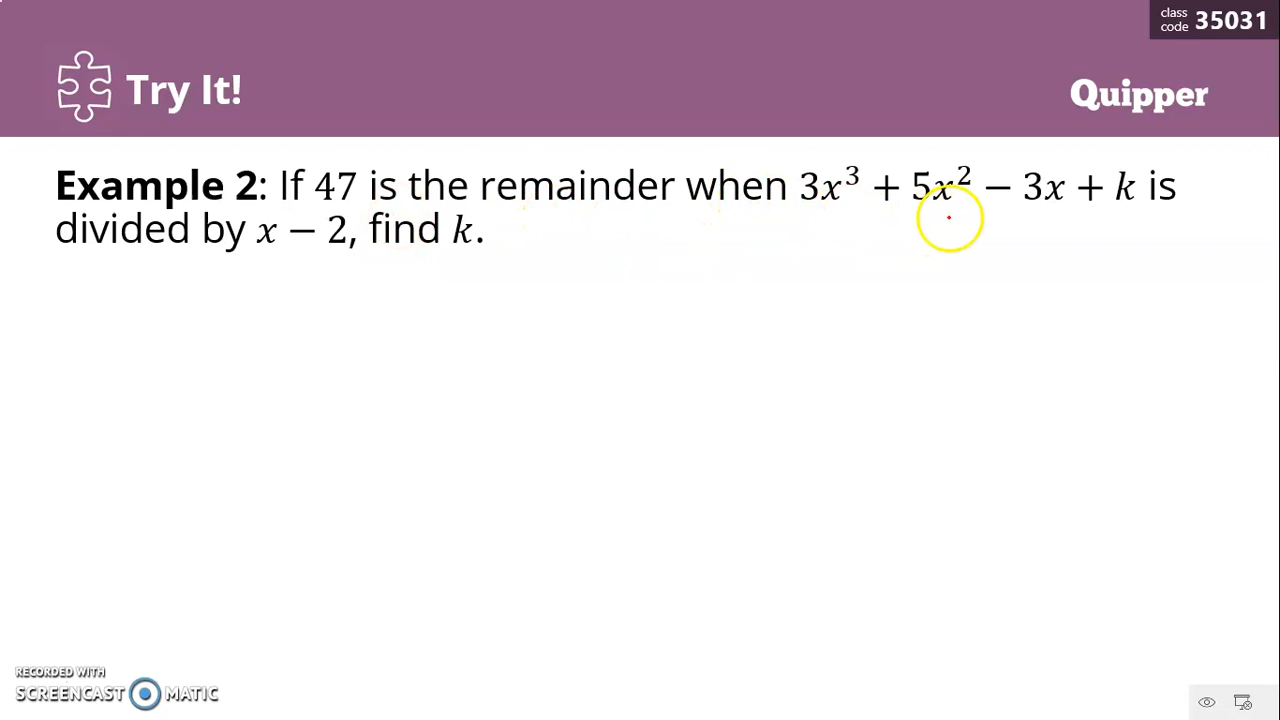 class code 35031
Try It!
Quipper
Example 2: If 47 is the remainder when 3x³ + 5x² − 3x + k is
divided by x − 2, find k.
RECORDED WITH
SCREENCAST MATIC